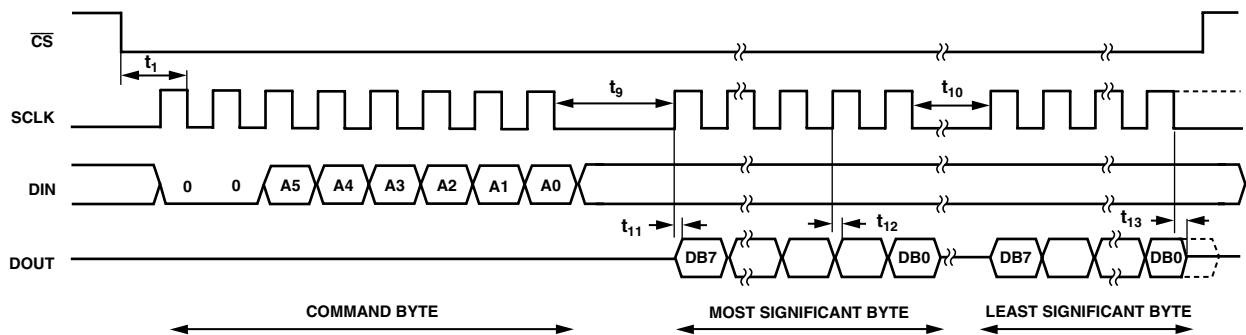 CS
t1
t9
t10
SCLK
DIN
0 0 A5 A4 A3 A2 A1 A0
t11
t12
t13
DOUT
DB7 DB0 DB7 DB0
COMMAND BYTE
MOST SIGNIFICANT BYTE
LEAST SIGNIFICANT BYTE